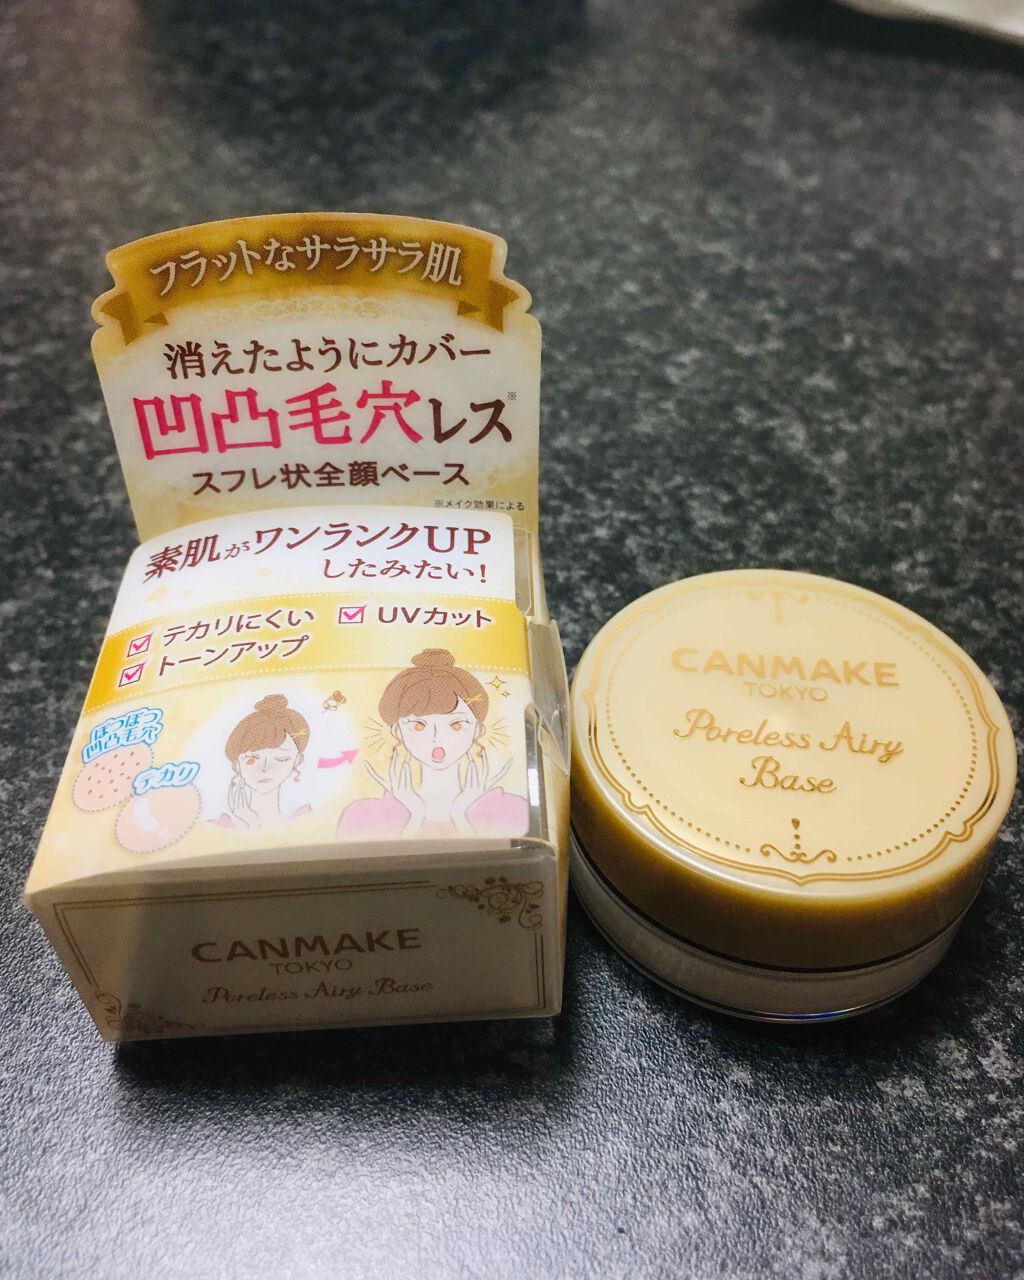 フラットなサラサラ肌
消えたようにカバー
凹凸毛穴レス※
スフレ状全顔ベース
※メイク効果による
素肌がワンランクUP
したみたい!
テカリにくい
UVカット
トーンアップ
ぽつぽつ
凹凸毛穴
テカリ
CANMAKE
TOKYO
Poreless Airy Base
CANMAKE
TOKYO
Poreless Airy
Base